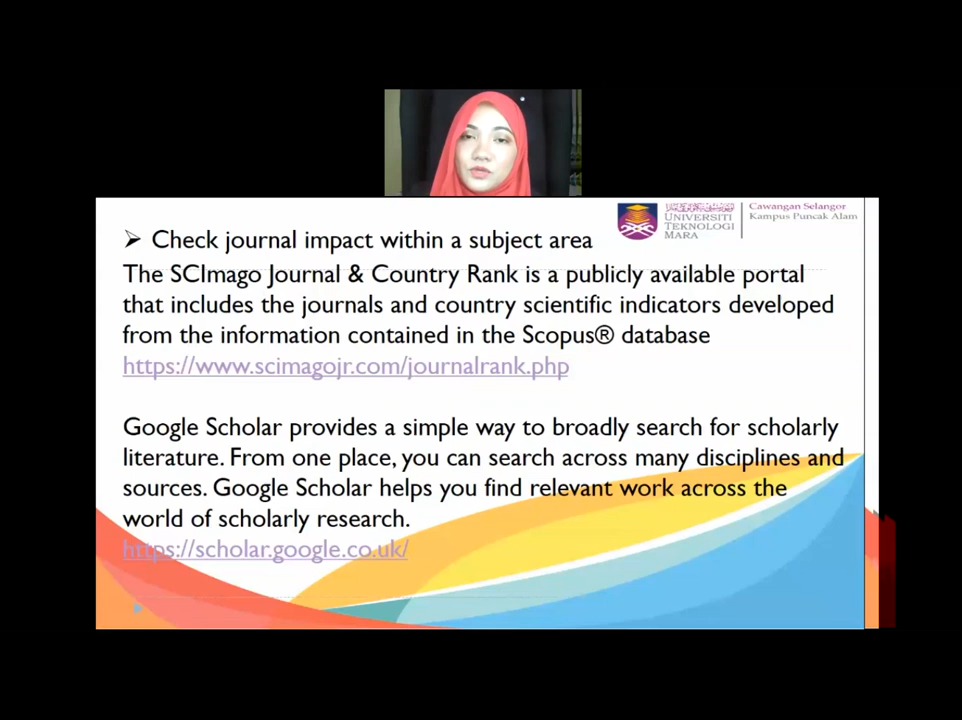 UNIVERSITI
TEKNOLOGI
MARA
Cawangan Selangor
Kampus Puncak Alam
➢ Check journal impact within a subject area
The SCImago Journal & Country Rank is a publicly available portal
that includes the journals and country scientific indicators developed
from the information contained in the Scopus® database
https://www.scimagojr.com/journalrank.php
Google Scholar provides a simple way to broadly search for scholarly
literature. From one place, you can search across many disciplines and
sources. Google Scholar helps you find relevant work across the
world of scholarly research.
https://scholar.google.co.uk/